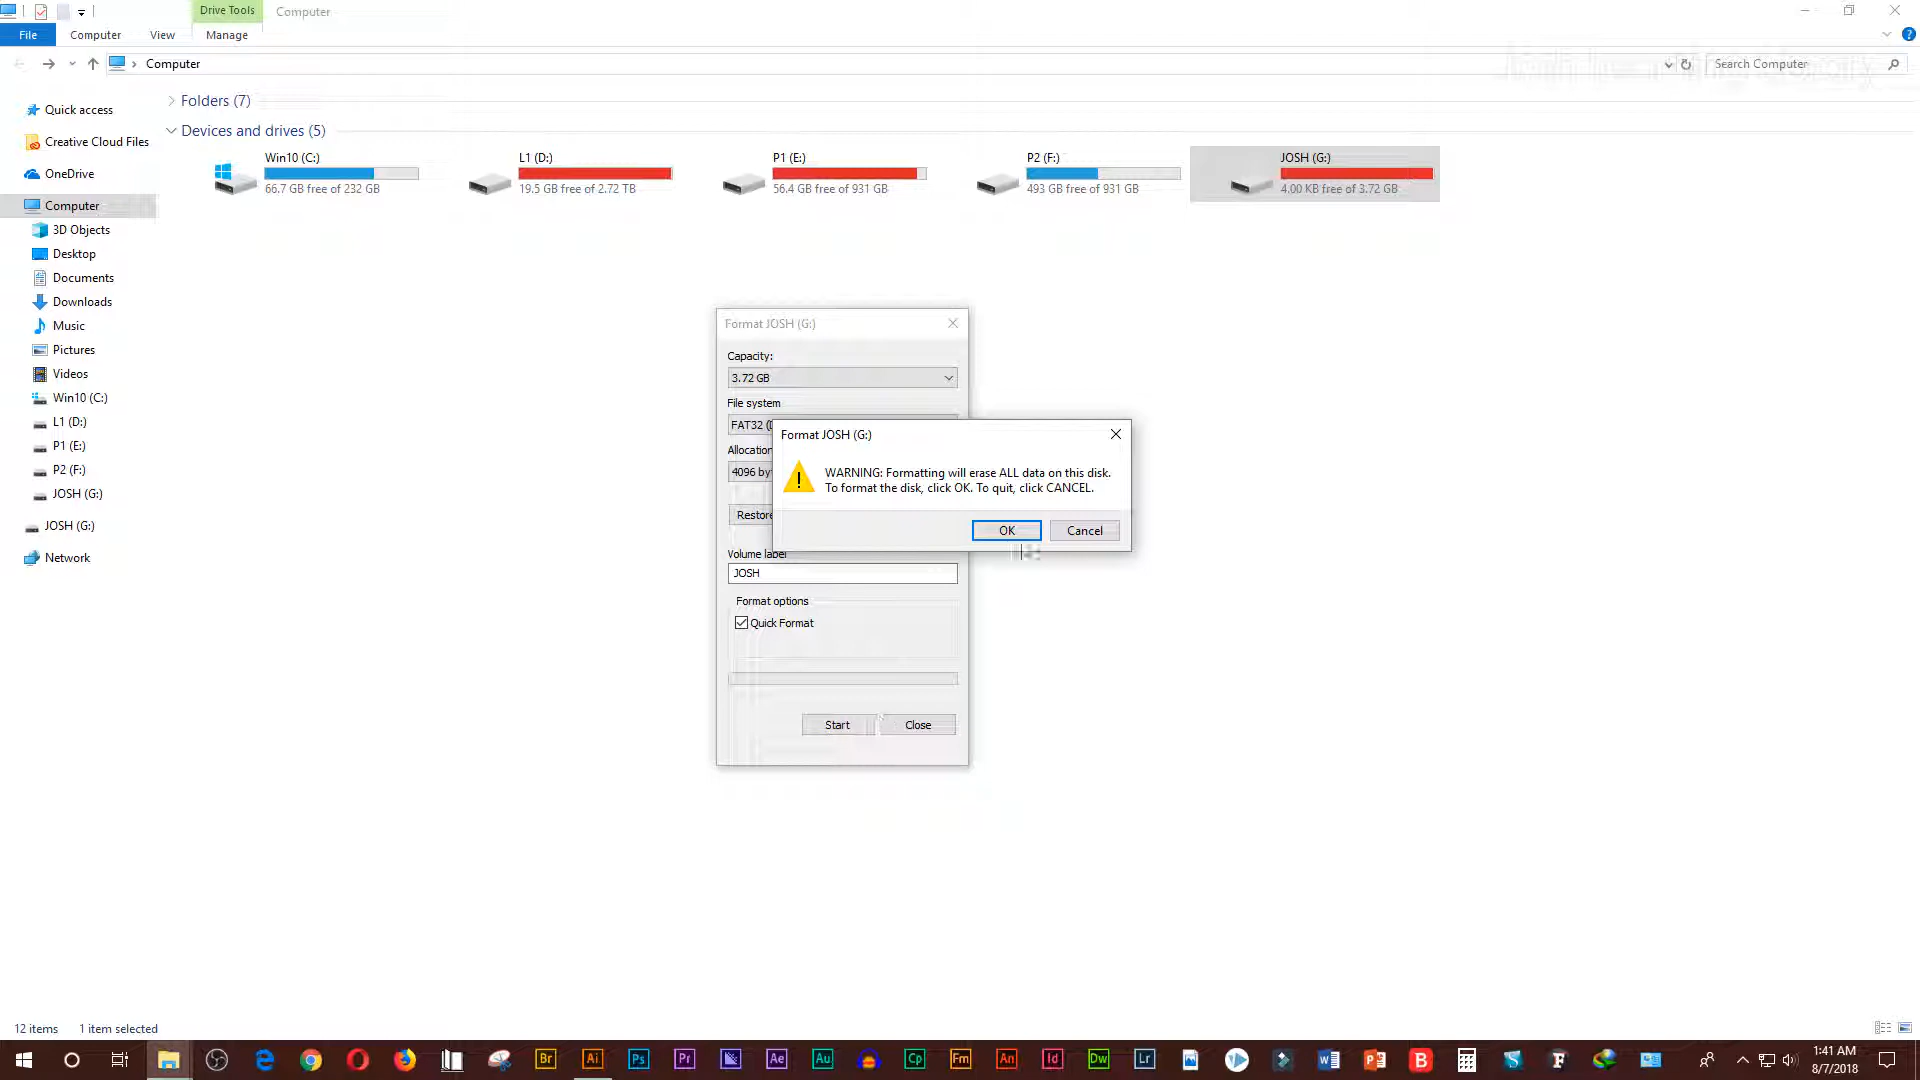 Drive Tools
Computer
File
Computer
View
Manage
Computer
Search Computer
Quick access
Creative Cloud Files
OneDrive
Computer
3D Objects
Desktop
Documents
Downloads
Music
Pictures
Videos
Win10 (C:)
L1 (D:)
P1 (E:)
P2 (F:)
JOSH (G:)
JOSH (G:)
Network
Folders (7)
Devices and drives (5)
Win10 (C:)
66.7 GB free of 232 GB
L1 (D:)
19.5 GB free of 2.72 TB
P1 (E:)
56.4 GB free of 931 GB
P2 (F:)
493 GB free of 931 GB
JOSH (G:)
4.00 KB free of 3.72 GB
Format JOSH (G:)
Capacity:
3.72 GB
File system
FAT32 (D
Allocation
4096 by
Restore
Volume label
JOSH
Format options
Quick Format
Start
Close
Format JOSH (G:)
WARNING: Formatting will erase ALL data on this disk.
To format the disk, click OK. To quit, click CANCEL.
OK
Cancel
12 items
1 item selected
Br
Ai
Ps
Pr
Ae
Au
Cp
Fm
An
Id
Dw
Lr
1:41 AM
8/7/2018